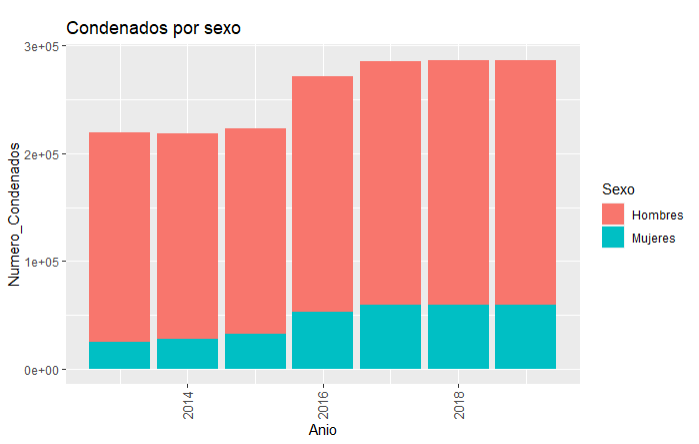 Condenados por sexo
3e+05
2e+05
1e+05
0e+00
Numero_Condenados
2014
2016
2018
Anio
Sexo
Hombres
Mujeres